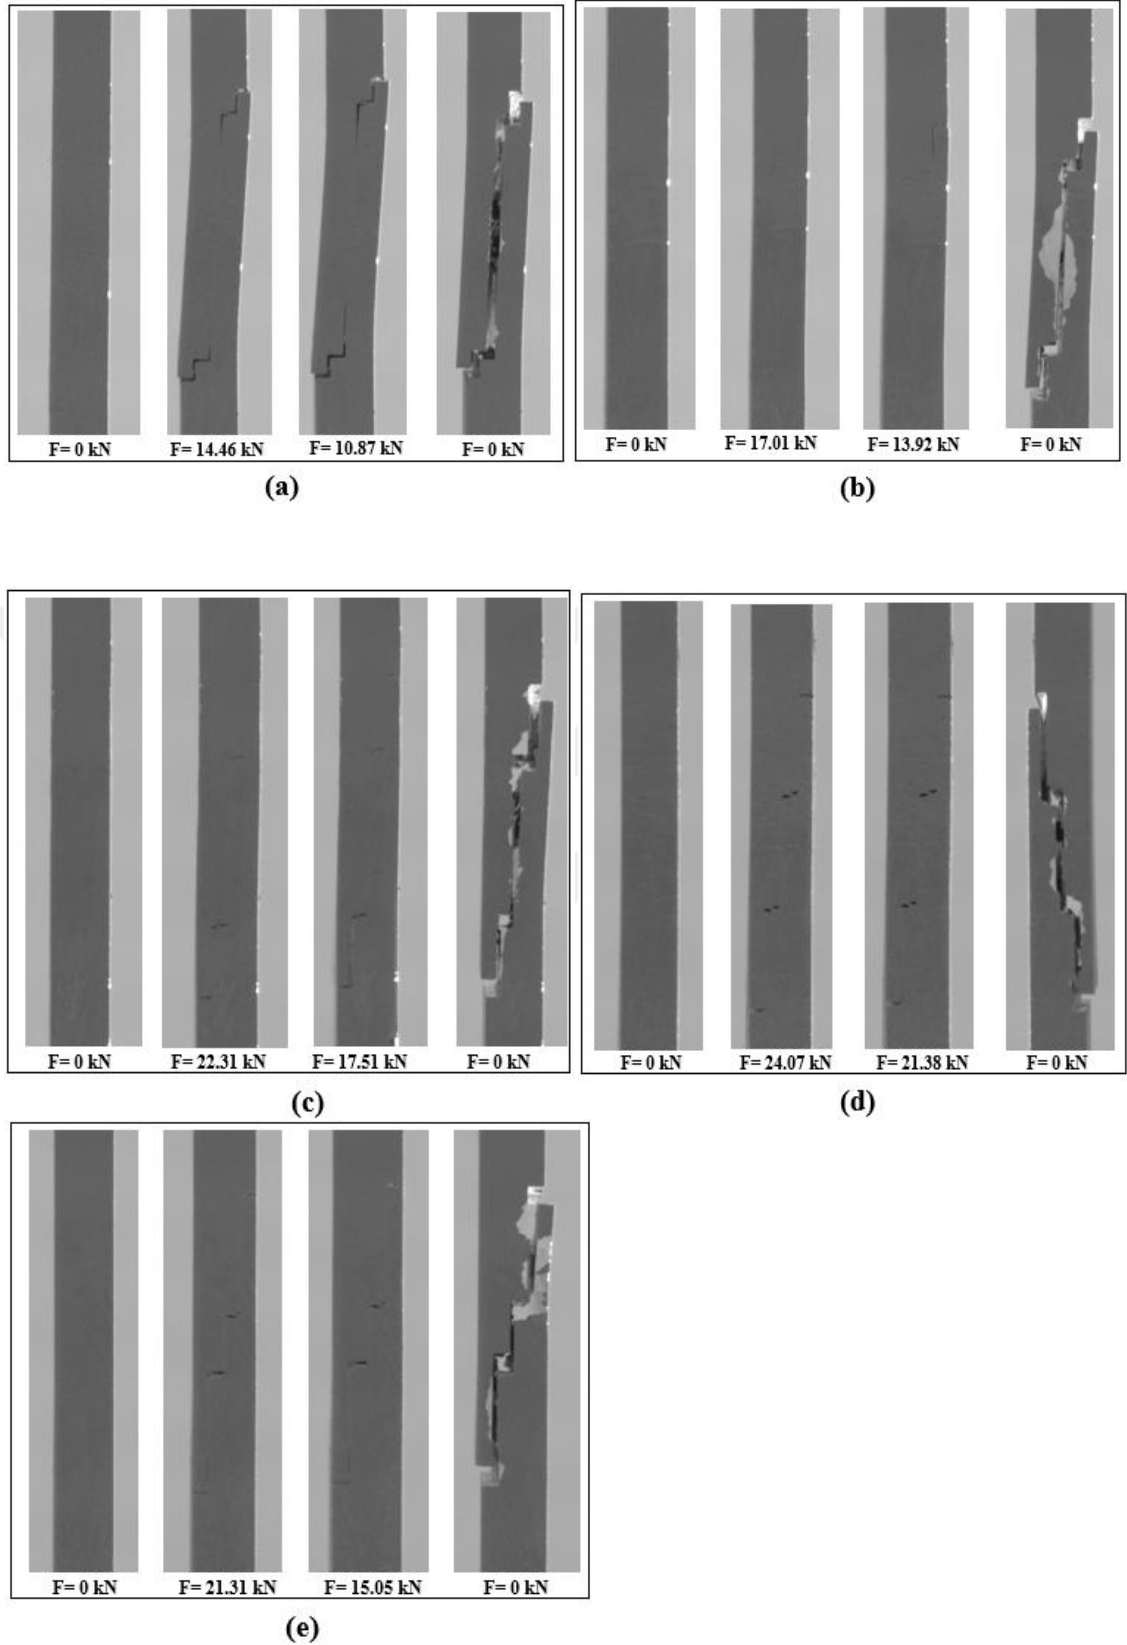 F= 0 kN F= 14.46 kN F= 10.87 kN F= 0 kN
(a)
F= 0 kN F= 17.01 kN F= 13.92 kN F= 0 kN
(b)
F= 0 kN F= 22.31 kN F= 17.51 kN F= 0 kN
(c)
F= 0 kN F= 24.07 kN F= 21.38 kN F= 0 kN
(d)
F= 0 kN F= 21.31 kN F= 15.05 kN F= 0 kN
(e)